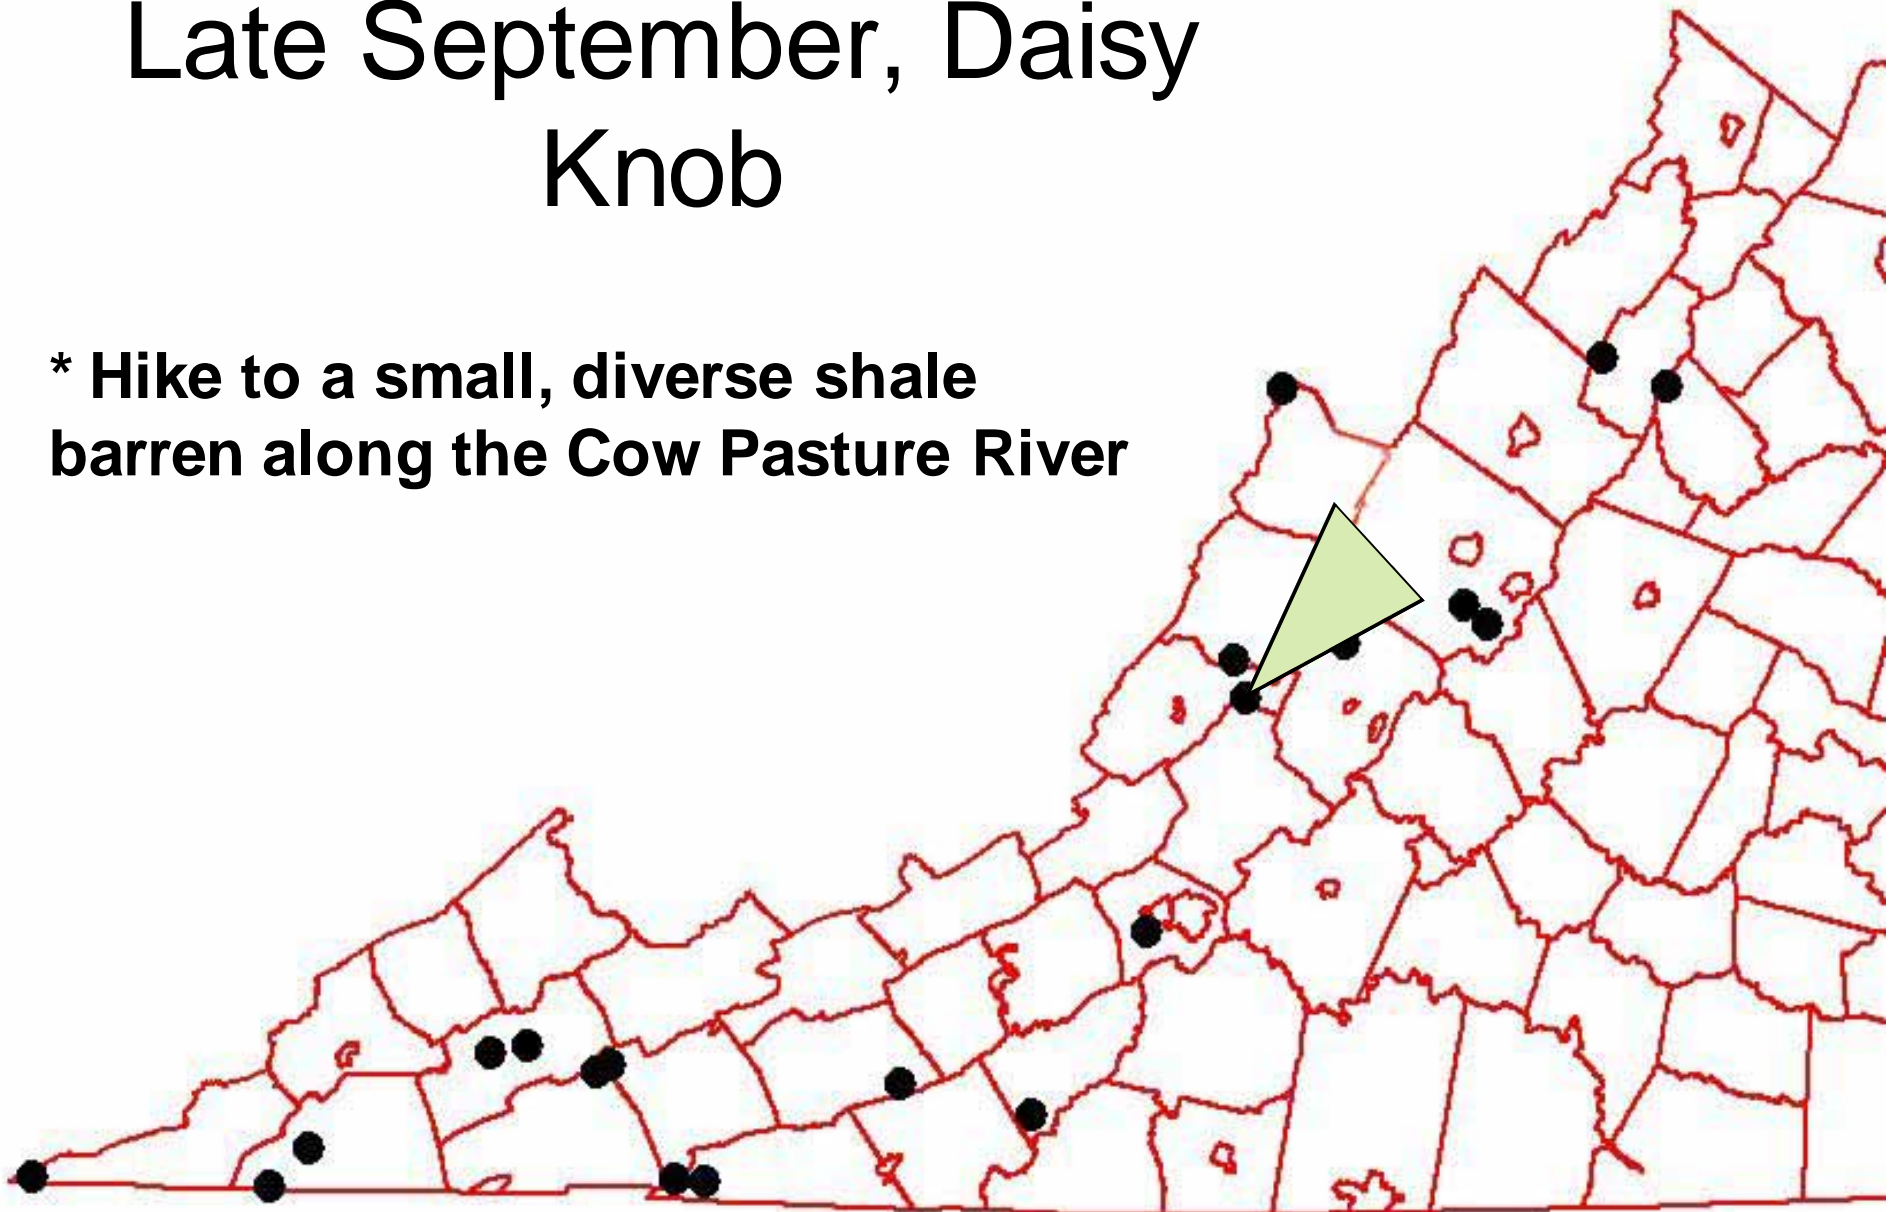 Late September, Daisy
Knob
* Hike to a small, diverse shale
barren along the Cow Pasture River